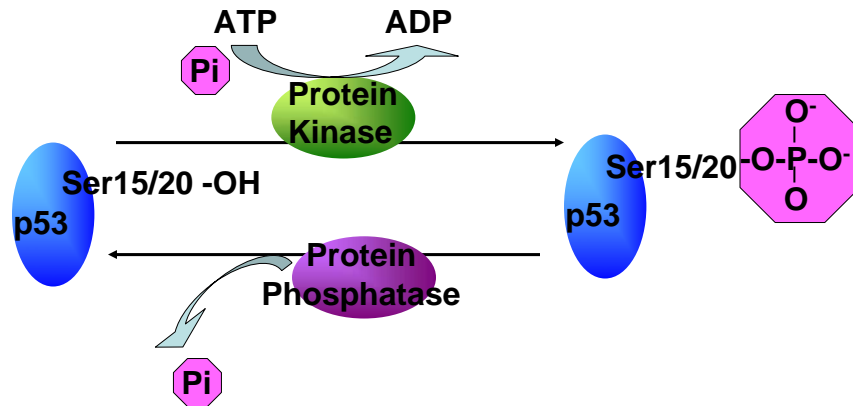 ATP
ADP
Pi
Protein
Kinase
Ser15/20 -OH
p53
Ser15/20
O-
-O-P-O-
O
p53
Protein
Phosphatase
Pi